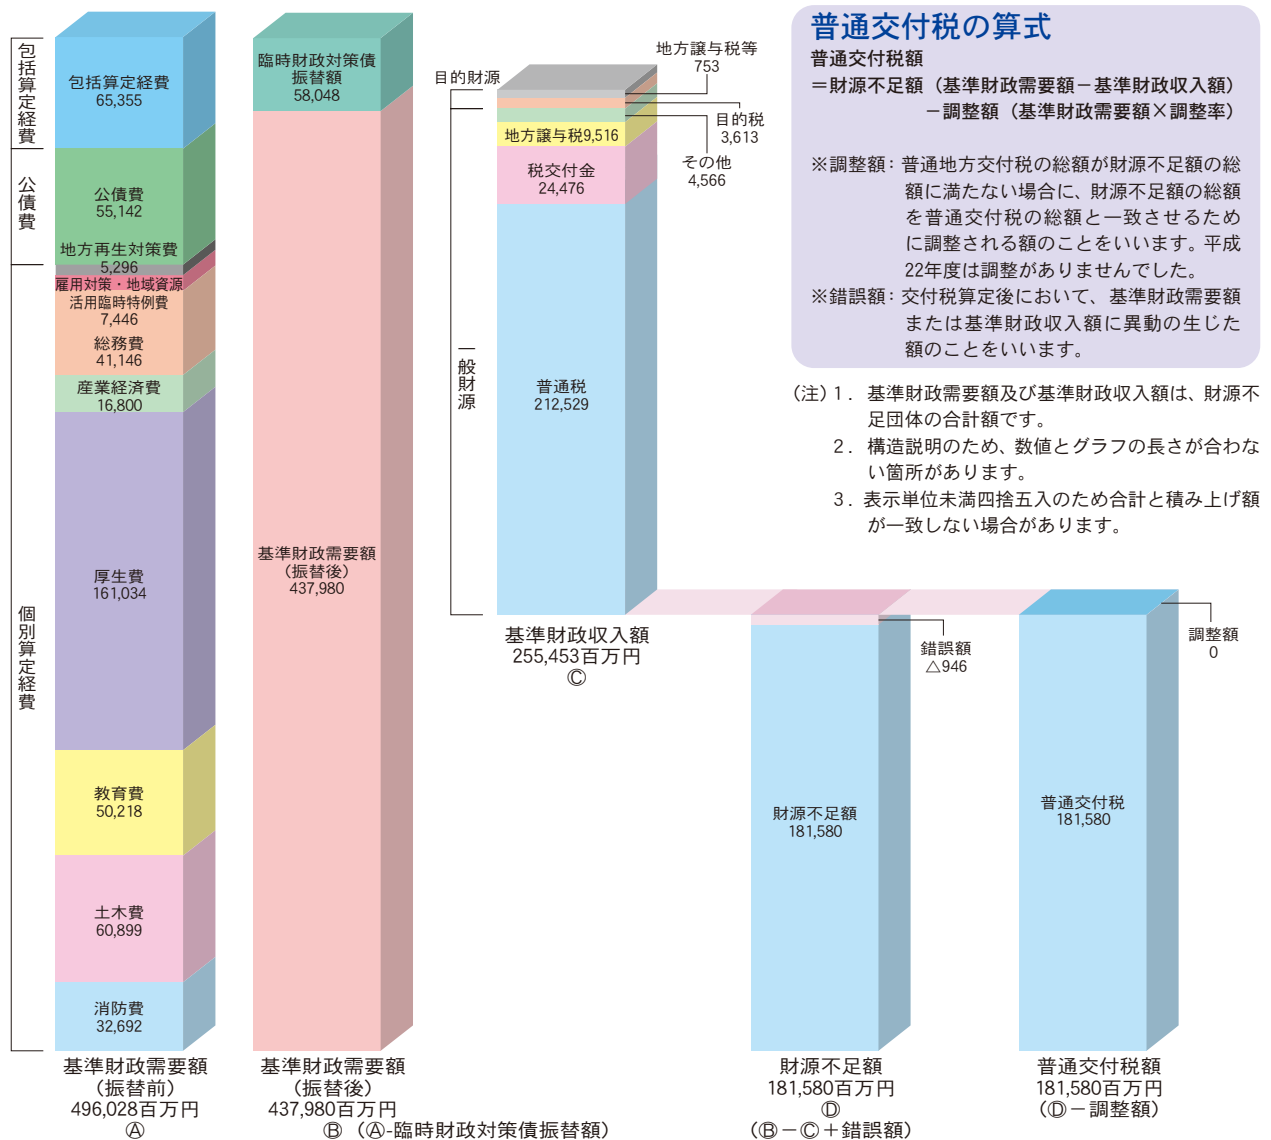 包括算定経費
公債費
個別算定経費
包括算定経費
65,355
公債費
55,142
地方再生対策費
5,296
雇用対策・地域資源
活用臨時特例費
7,446
総務費
41,146
産業経済費
16,800
厚生費
161,034
教育費
50,218
土木費
60,899
消防費
32,692
基準財政需要額
（振替前）
496,028百万円
Ⓐ
臨時財政対策債
振替額
58,048
基準財政需要額
（振替後）
437,980
基準財政需要額
（振替後）
437,980百万円
Ⓑ（Ⓐ-臨時財政対策債振替額）
目的財源
一般財源
地方譲与税等
753
目的税
3,613
その他
4,566
地方譲与税9,516
税交付金
24,476
普通税
212,529
基準財政収入額
255,453百万円
Ⓒ
錯誤額
△946
財源不足額
181,580
財源不足額
181,580百万円
Ⓓ
（Ⓑ－Ⓒ＋錯誤額）
調整額
0
普通交付税
181,580
普通交付税額
181,580百万円
（Ⓓ－調整額）
普通交付税の算式
普通交付税額
＝財源不足額（基準財政需要額－基準財政収入額）
－調整額（基準財政需要額×調整率）
※調整額：普通地方交付税の総額が財源不足額の総
額に満たない場合に、財源不足額の総額
を普通交付税の総額と一致させるため
に調整される額のことをいいます。平成
22年度は調整がありませんでした。
※錯誤額：交付税算定後において、基準財政需要額
または基準財政収入額に異動の生じた
額のことをいいます。
（注）1． 基準財政需要額及び基準財政収入額は、財源不
足団体の合計額です。
2． 構造説明のため、数値とグラフの長さが合わな
い箇所があります。
3．表示単位未満四捨五入のため合計と積み上げ額
が一致しない場合があります。